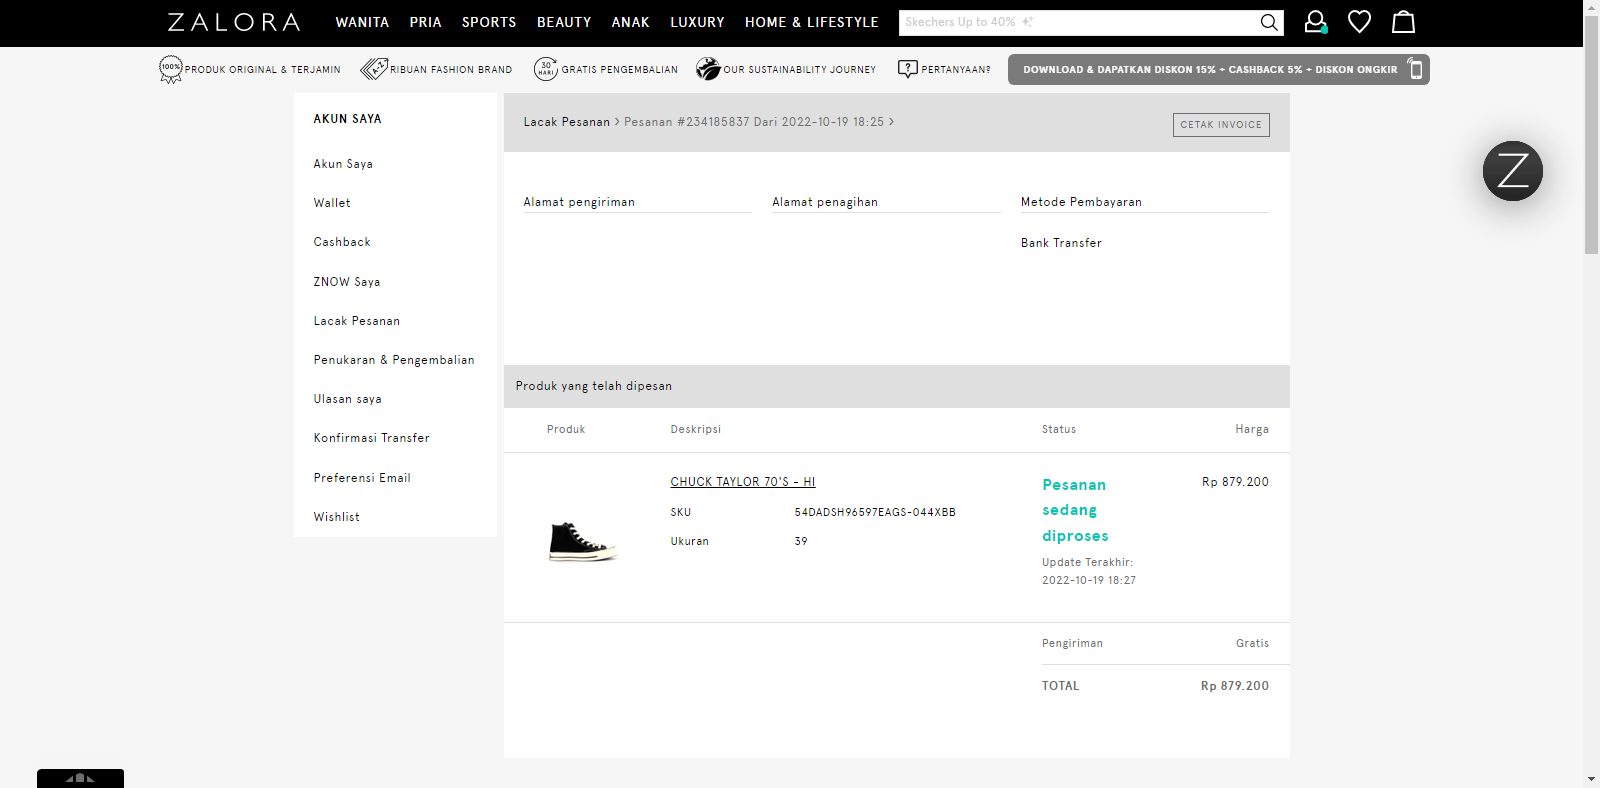 ZALORA WANITA PRIA SPORTS BEAUTY ANAK LUXURY HOME & LIFESTYLE Skechers Up to 40%
100% PRODUK ORIGINAL & TERJAMIN A-Z RIBUAN FASHION BRAND 30 HARI GRATIS PENGEMBALIAN OUR SUSTAINABILITY JOURNEY ? PERTANYAAN? DOWNLOAD & DAPATKAN DISKON 15% + CASHBACK 5% + DISKON ONGKIR
AKUN SAYA
Akun Saya
Wallet
Cashback
ZNOW Saya
Lacak Pesanan
Penukaran & Pengembalian
Ulasan saya
Konfirmasi Transfer
Preferensi Email
Wishlist
Lacak Pesanan > Pesanan #234185837 Dari 2022-10-19 18:25 >
CETAK INVOICE
Z
Alamat pengiriman Alamat penagihan Metode Pembayaran
Bank Transfer
Produk yang telah dipesan
Produk Deskripsi Status Harga
CHUCK TAYLOR 70'S - HI
SKU 54DADSH96597EAGS-044XBB
Ukuran 39
Pesanan
sedang
diproses
Update Terakhir:
2022-10-19 18:27
Rp 879.200
Pengiriman Gratis
TOTAL Rp 879.200